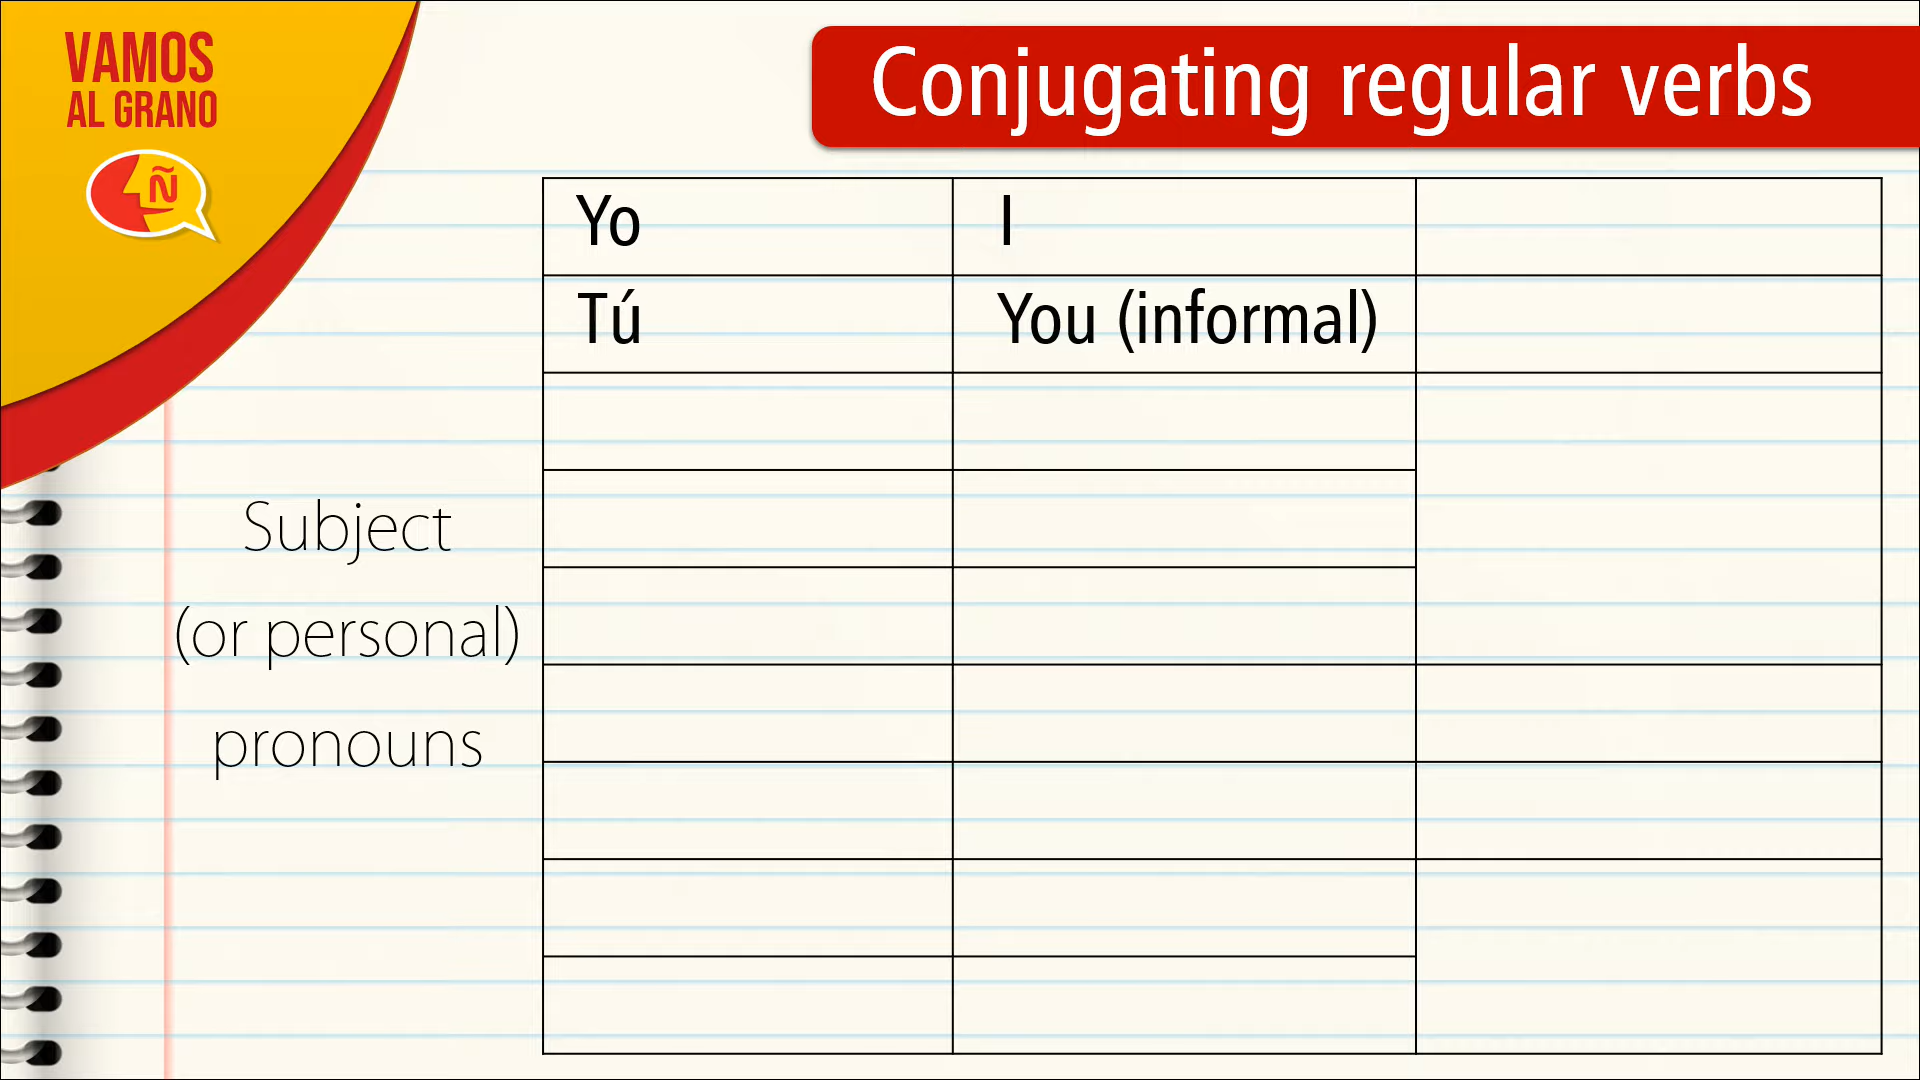 VAMOS
AL GRANO
Ñ
Conjugating regular verbs
Yo I
Tú You (informal)
Subject
(or personal)
pronouns